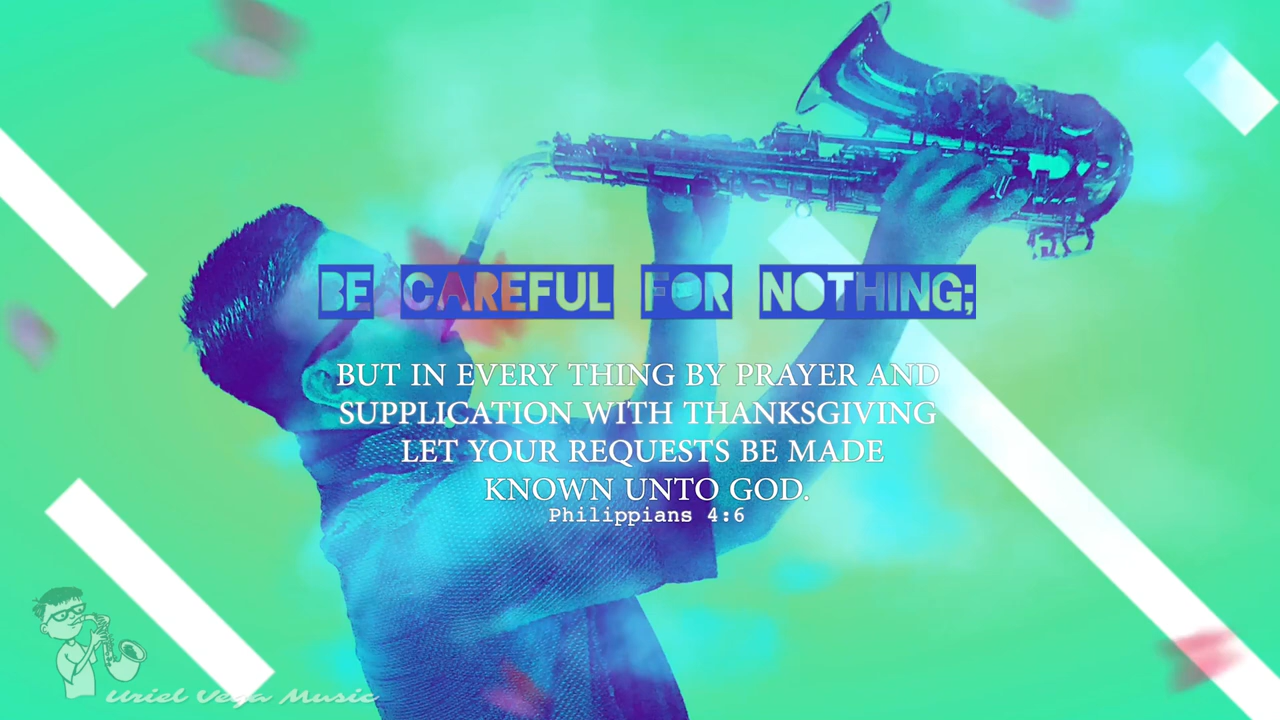 BE CAREFUL FOR NOTHING;
BUT IN EVERY THING BY PRAYER AND
SUPPLICATION WITH THANKSGIVING
LET YOUR REQUESTS BE MADE
KNOWN UNTO GOD.
Philippians 4:6
Uriel Vega Music